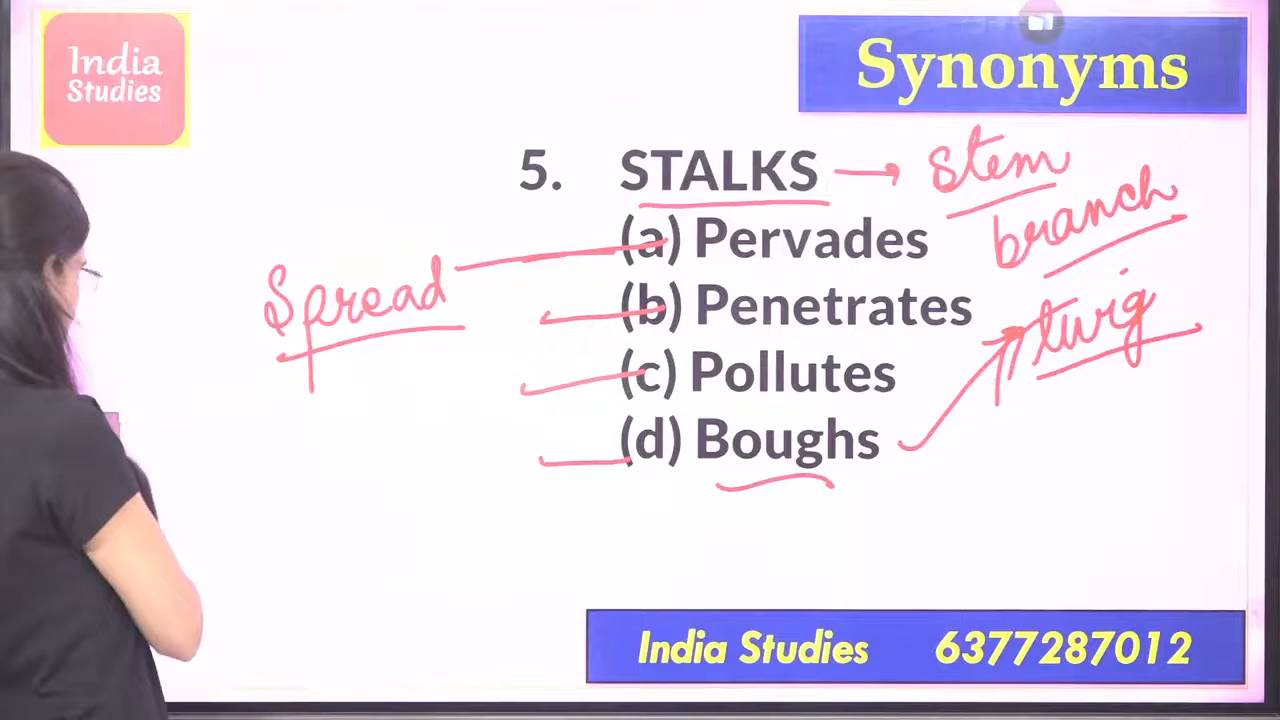 India
Studies
Synonyms
5. STALKS → stem
branch
(a) Pervades
Spread
(b) Penetrates
twig
(c) Pollutes
(d) Boughs
India Studies 6377287012